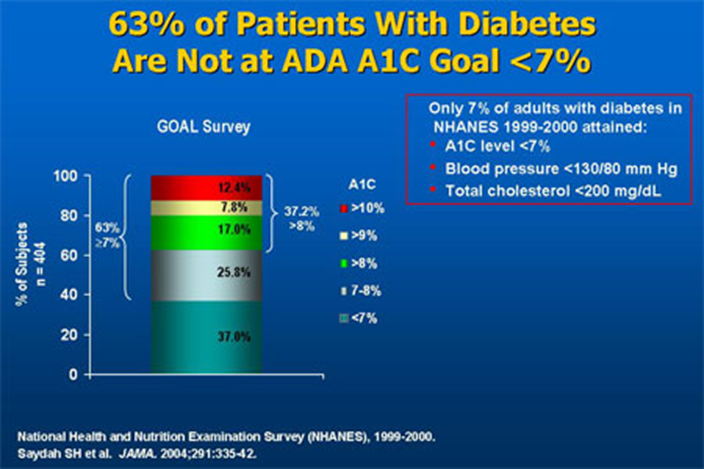 63% of Patients With Diabetes
Are Not at ADA A1C Goal <7%
GOAL Survey
Only 7% of adults with diabetes in
NHANES 1999-2000 attained:
A1C level <7%
Blood pressure <130/80 mm Hg
Total cholesterol <200 mg/dL
% of Subjects
n = 404
100
80
60
40
20
0
63%
≥7%
12.4%
7.8%
17.0%
25.8%
37.0%
37.2%
>8%
A1C
>10%
>9%
>8%
7-8%
<7%
National Health and Nutrition Examination Survey (NHANES), 1999-2000.
Saydah SH et al. JAMA. 2004;291:335-42.